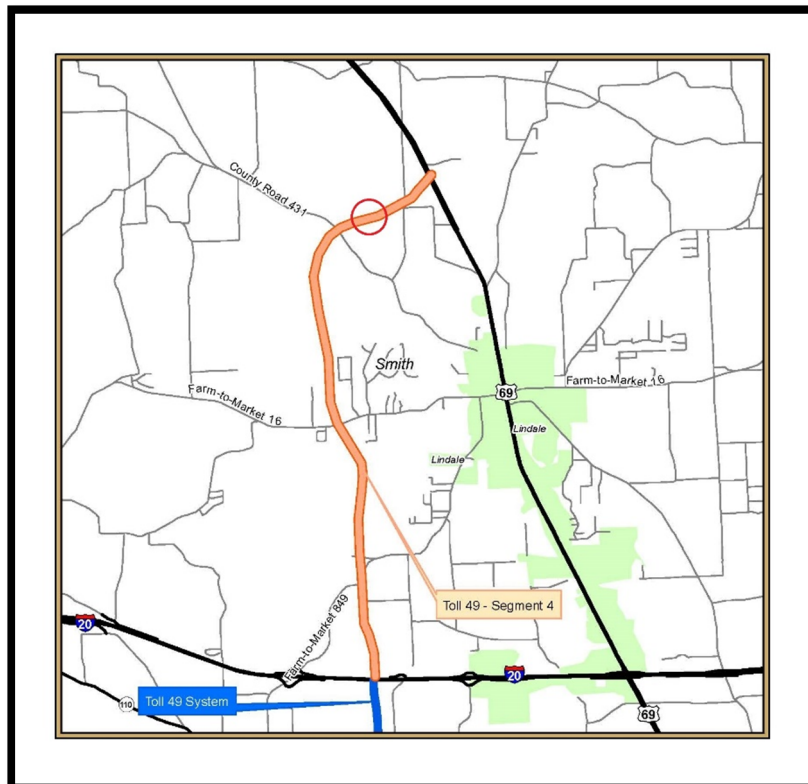 County Road 431
Smith
Farm-to-Market 16
69
Farm-to-Market 16
Lindale
Lindale
Toll 49 - Segment 4
Farm-to-Market 849
20
20
110
Toll 49 System
69